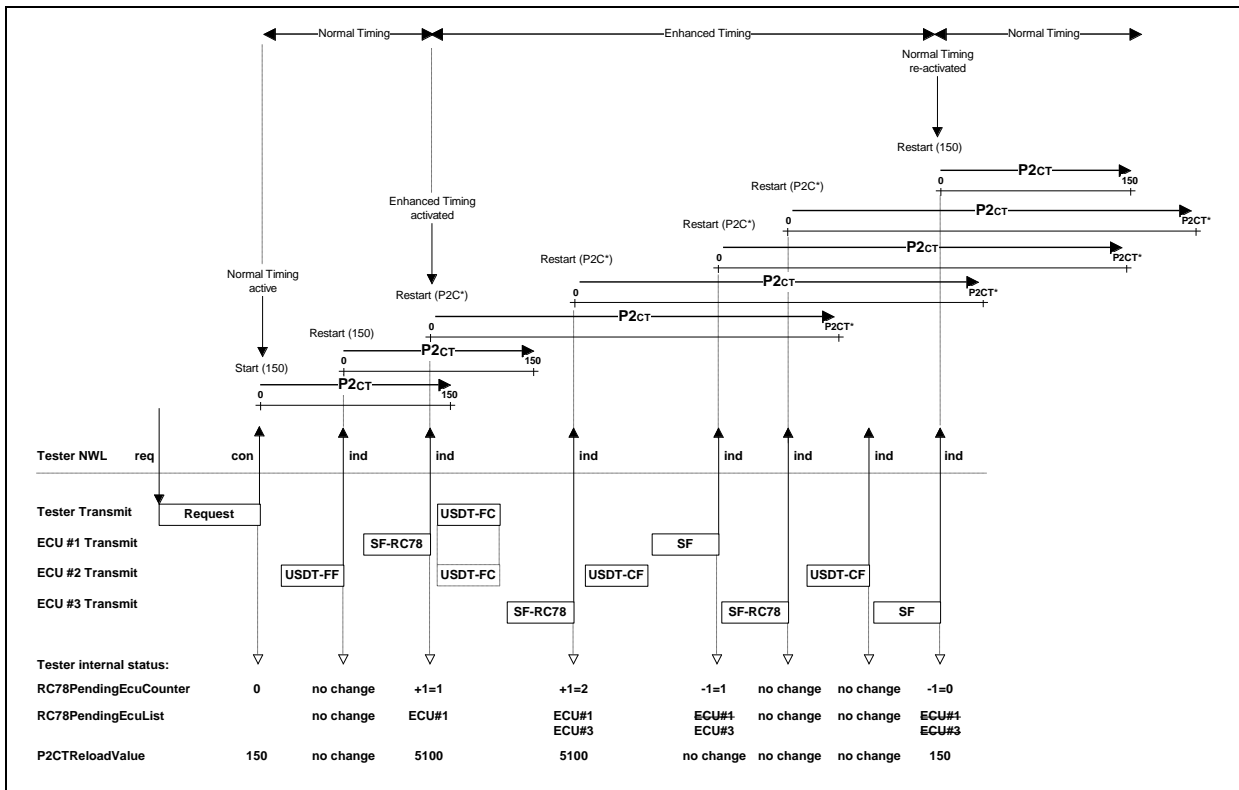 Normal Timing Enhanced Timing Normal Timing
Normal Timing
re-activated
Restart (150)
P2CT
0 150
Restart (P2C*)
P2CT
0 P2CT*
Enhanced Timing
activated
Restart (P2C*)
P2CT
0 P2CT*
Restart (P2C*)
P2CT
0 P2CT*
Normal Timing
active
Restart (P2C*)
P2CT
0 P2CT*
Restart (150)
P2CT
0 150
Start (150)
P2CT
0 150
Tester NWL req con ind ind ind ind ind ind ind
Tester Transmit Request USDT-FC
ECU #1 Transmit SF-RC78 SF
ECU #2 Transmit USDT-FF USDT-FC USDT-CF USDT-CF
ECU #3 Transmit SF-RC78 SF-RC78 SF
Tester internal status:
RC78PendingEcuCounter 0 no change +1=1 +1=2 -1=1 no change no change -1=0
RC78PendingEcuList no change ECU#1 ECU#1 ECU#1 no change no change ECU#1
ECU#3 ECU#3 ECU#3
P2CTReloadValue 150 no change 5100 5100 no change no change no change 150